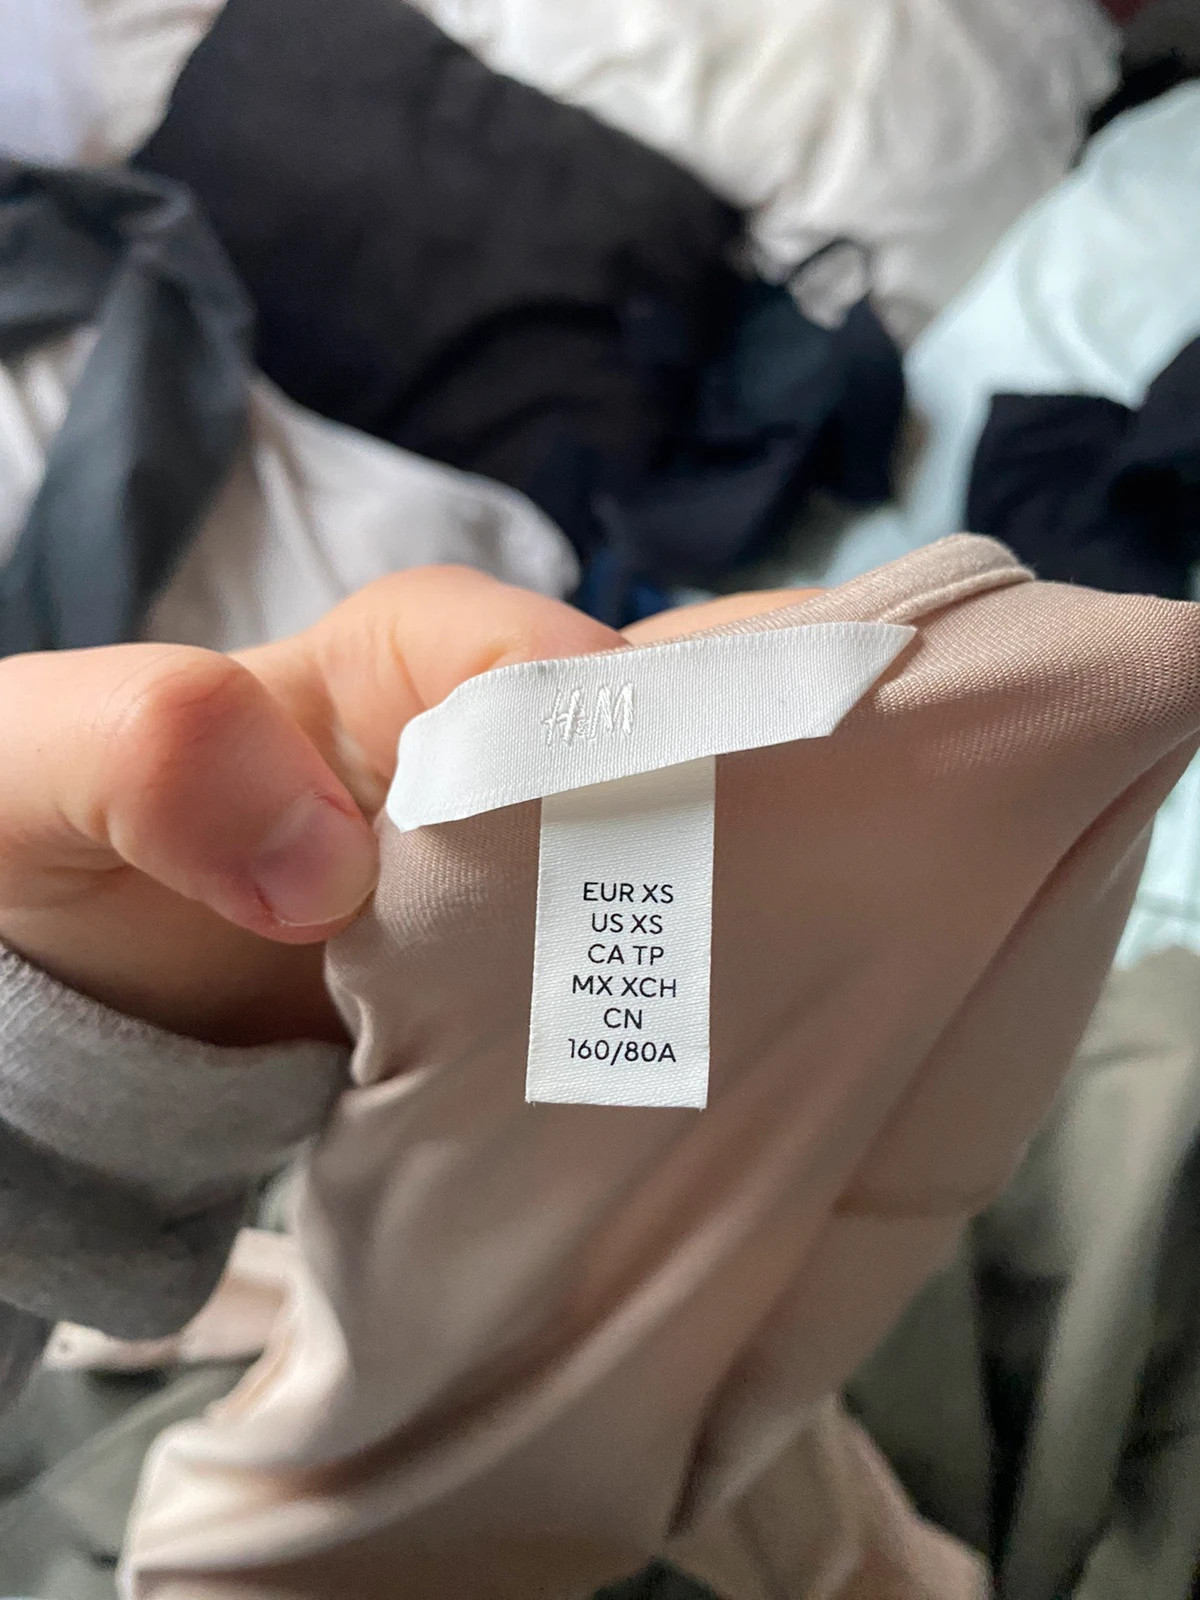 H&M
EUR XS
US XS
CA TP
MX XCH
CN
160/80A